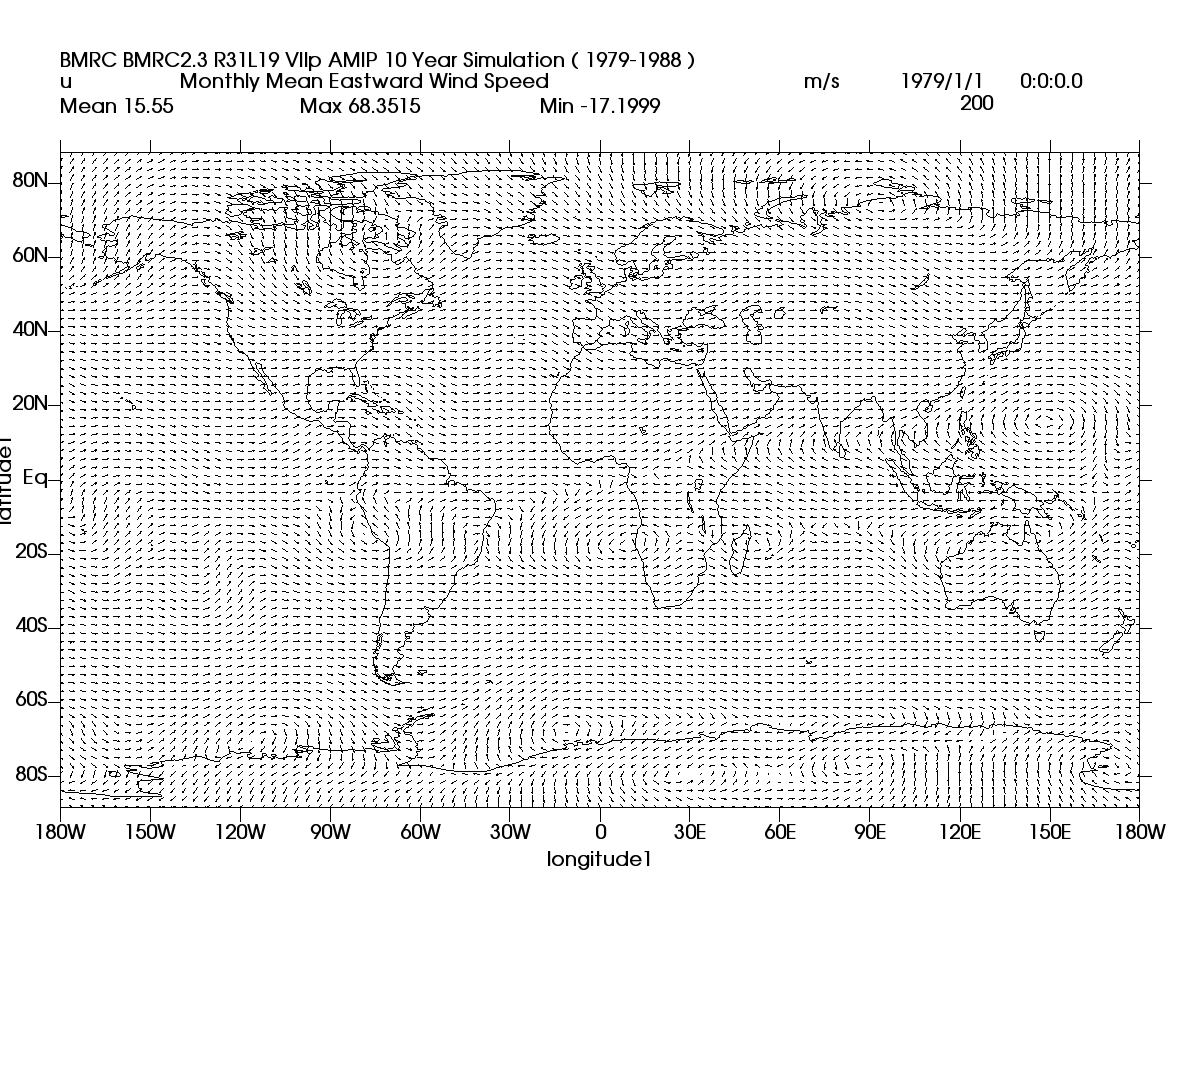 BMRC BMRC2.3 R31L19 VIIp AMIP 10 Year Simulation ( 1979-1988 )
u Monthly Mean Eastward Wind Speed m/s 1979/1/1 0:0:0.0
Mean 15.55 Max 68.3515 Min -17.1999 200
80N
60N
40N
20N
Eq
20S
40S
60S
80S
latitude1
180W 150W 120W 90W 60W 30W 0 30E 60E 90E 120E 150E 180W
longitude1